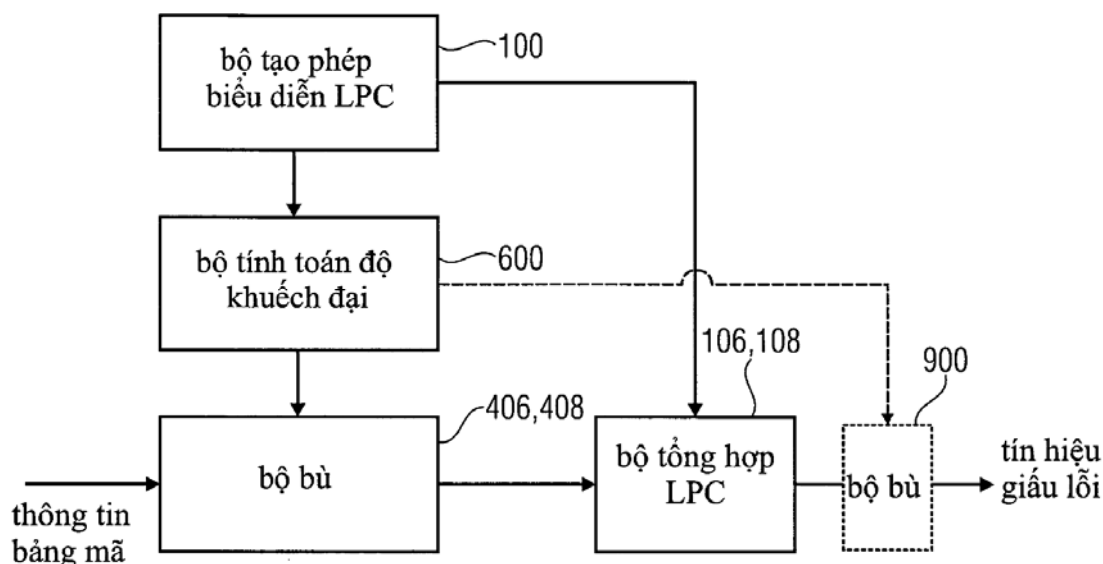 bộ tạo phép
biểu diễn LPC
100
bộ tính toán độ
khuếch đại
600
106,108
900
406,408
bộ bù
bộ tổng hợp
LPC
bộ bù
tín hiệu
giấu lỗi
thông tin
bảng mã